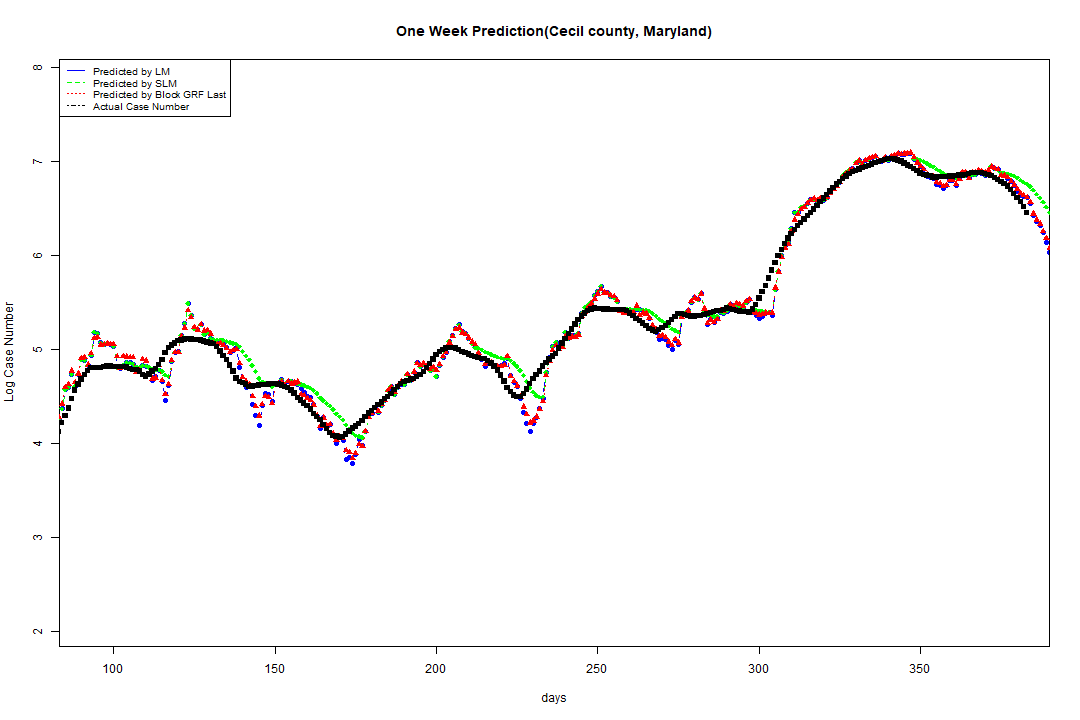 One Week Prediction(Cecil county, Maryland)
Predicted by LM
Predicted by SLM
Predicted by Block GRF Last
Actual Case Number
8
7
6
5
4
3
2
Log Case Number
100 150 200 250 300 350
days